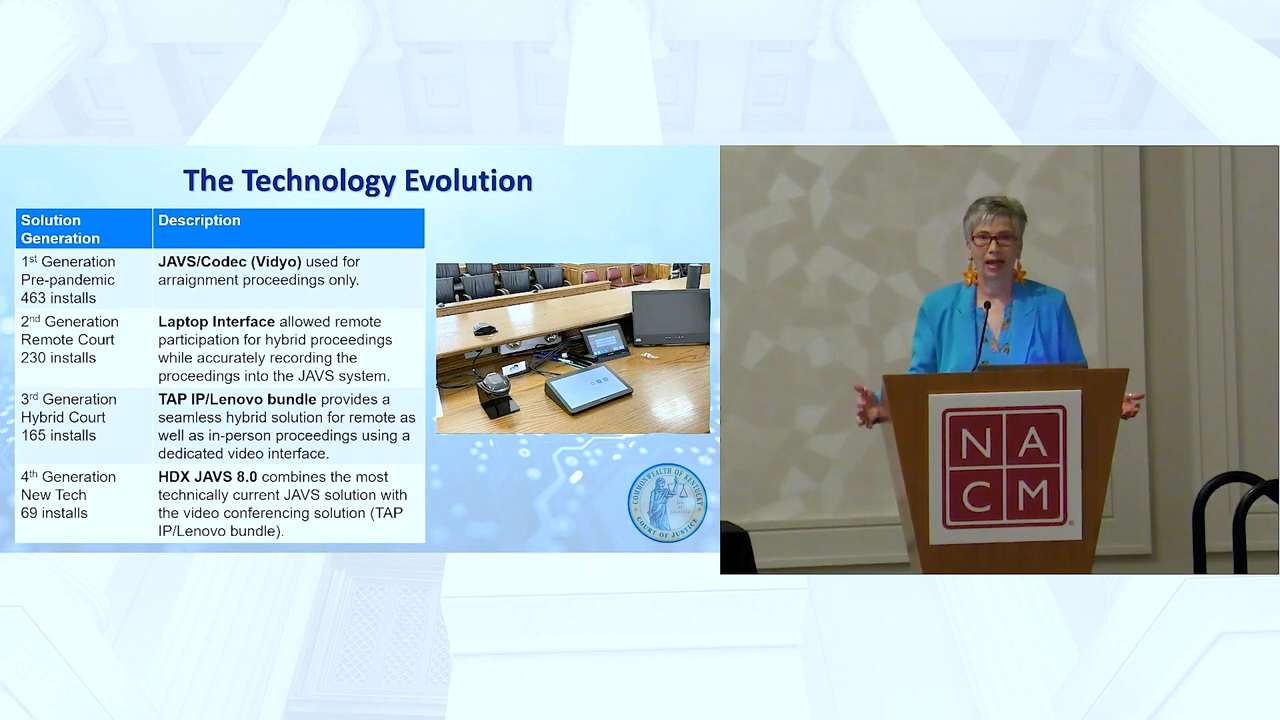 The Technology Evolution
Solution
Generation
Description
1st Generation
Pre-pandemic
463 installs
JAVS/Codec (Vidyo) used for
arraignment proceedings only.
2nd Generation
Remote Court
230 installs
Laptop Interface allowed remote
participation for hybrid proceedings
while accurately recording the
proceedings into the JAVS system.
3rd Generation
Hybrid Court
165 installs
TAP IP/Lenovo bundle provides a
seamless hybrid solution for remote as
well as in-person proceedings using a
dedicated video interface.
4th Generation
New Tech
69 installs
HDX JAVS 8.0 combines the most
technically current JAVS solution with
the video conferencing solution (TAP
IP/Lenovo bundle).
COMMONWEALTH OF KENTUCKY
COURT OF JUSTICE
N A
C M
®